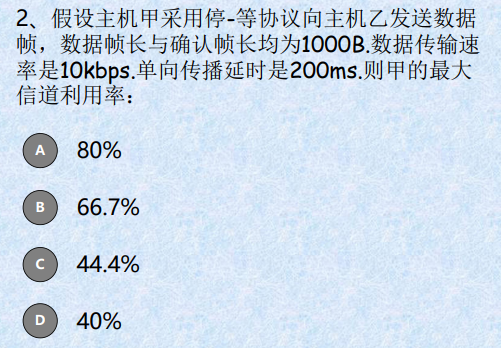 2、假设主机甲采用停-等协议向主机乙发送数据
帧，数据帧长与确认帧长均为1000B.数据传输速
率是10kbps.单向传播延时是200ms.则甲的最大
信道利用率：
A 80%
B 66.7%
C 44.4%
D 40%